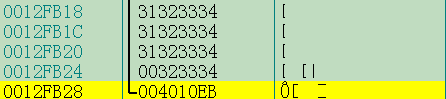 0012FB18 31323334 [
0012FB1C 31323334 [
0012FB20 31323334 [
0012FB24 00323334 [ [|
0012FB28 004010EB [